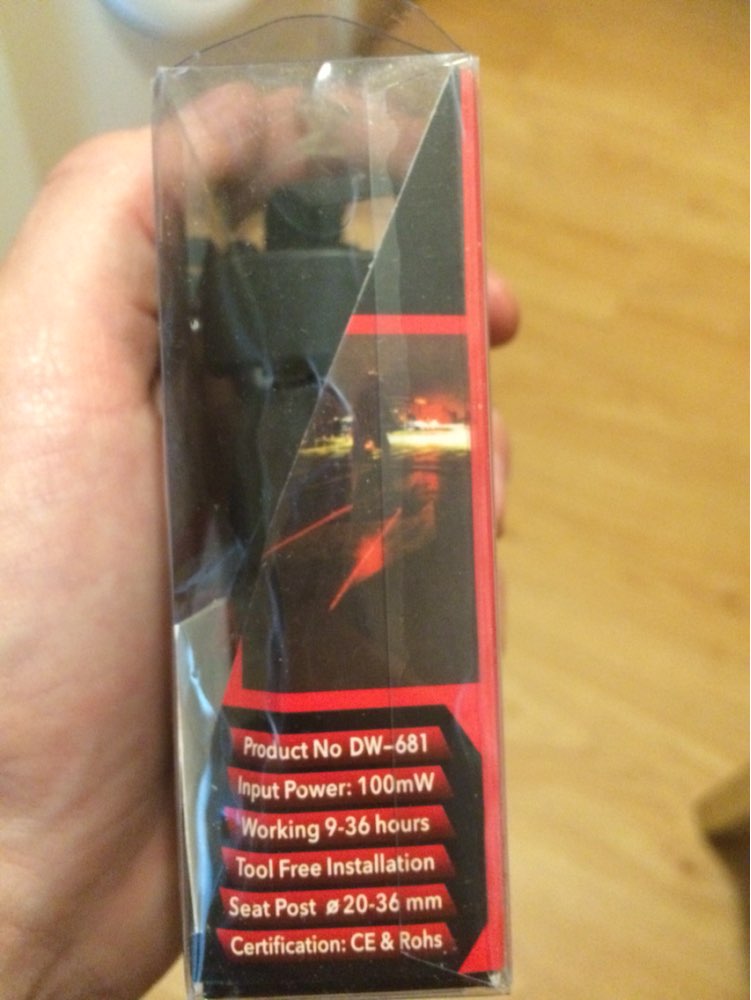 Product No DW-681
Input Power: 100mW
Working 9-36 hours
Tool Free Installation
Seat Post ø20-36 mm
Certification: CE & Rohs